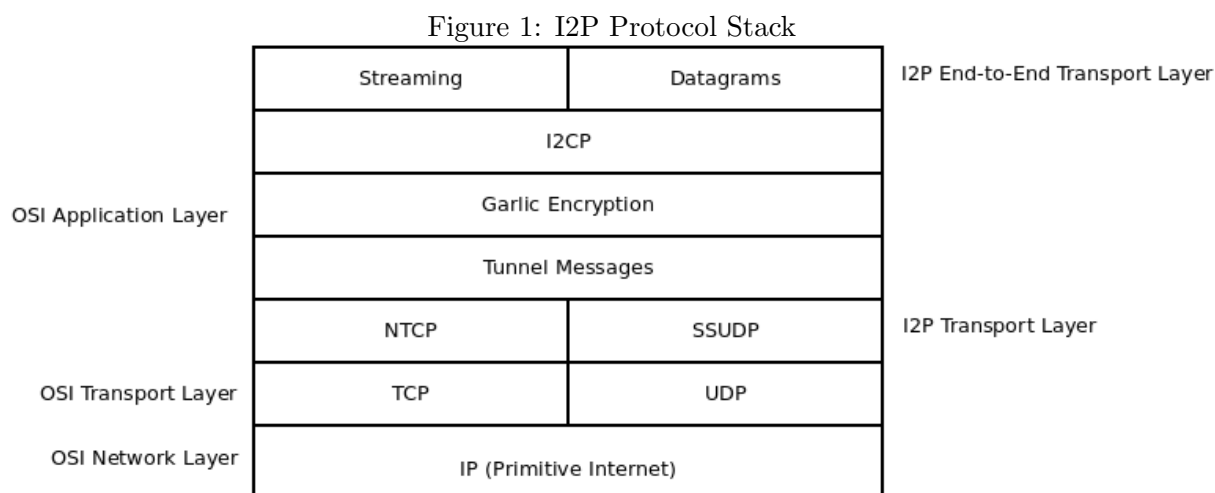 Figure 1: I2P Protocol Stack
Streaming
Datagrams
I2P End-to-End Transport Layer
I2CP
Garlic Encryption
OSI Application Layer
Tunnel Messages
NTCP
SSUDP
I2P Transport Layer
OSI Transport Layer
TCP
UDP
OSI Network Layer
IP (Primitive Internet)